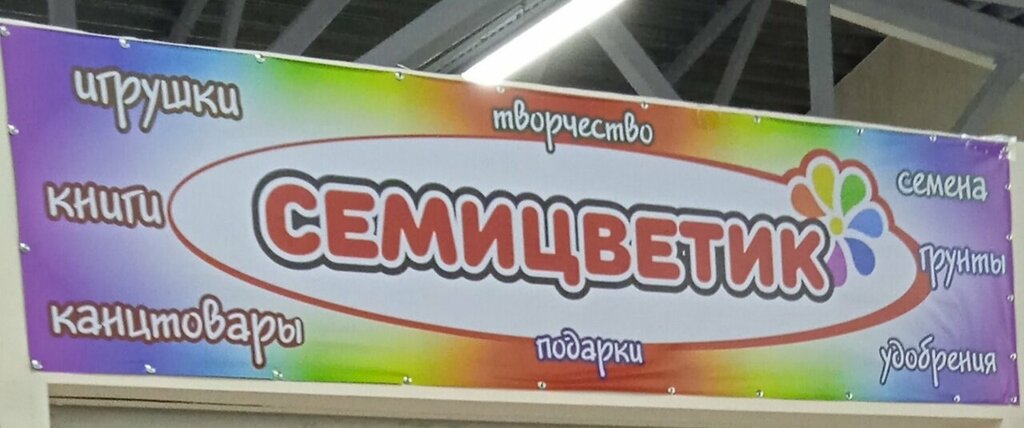 игрушки
книги
канцтовары
творчество
СЕМИЦВЕТИК
подарки
семена
грунты
удобрения